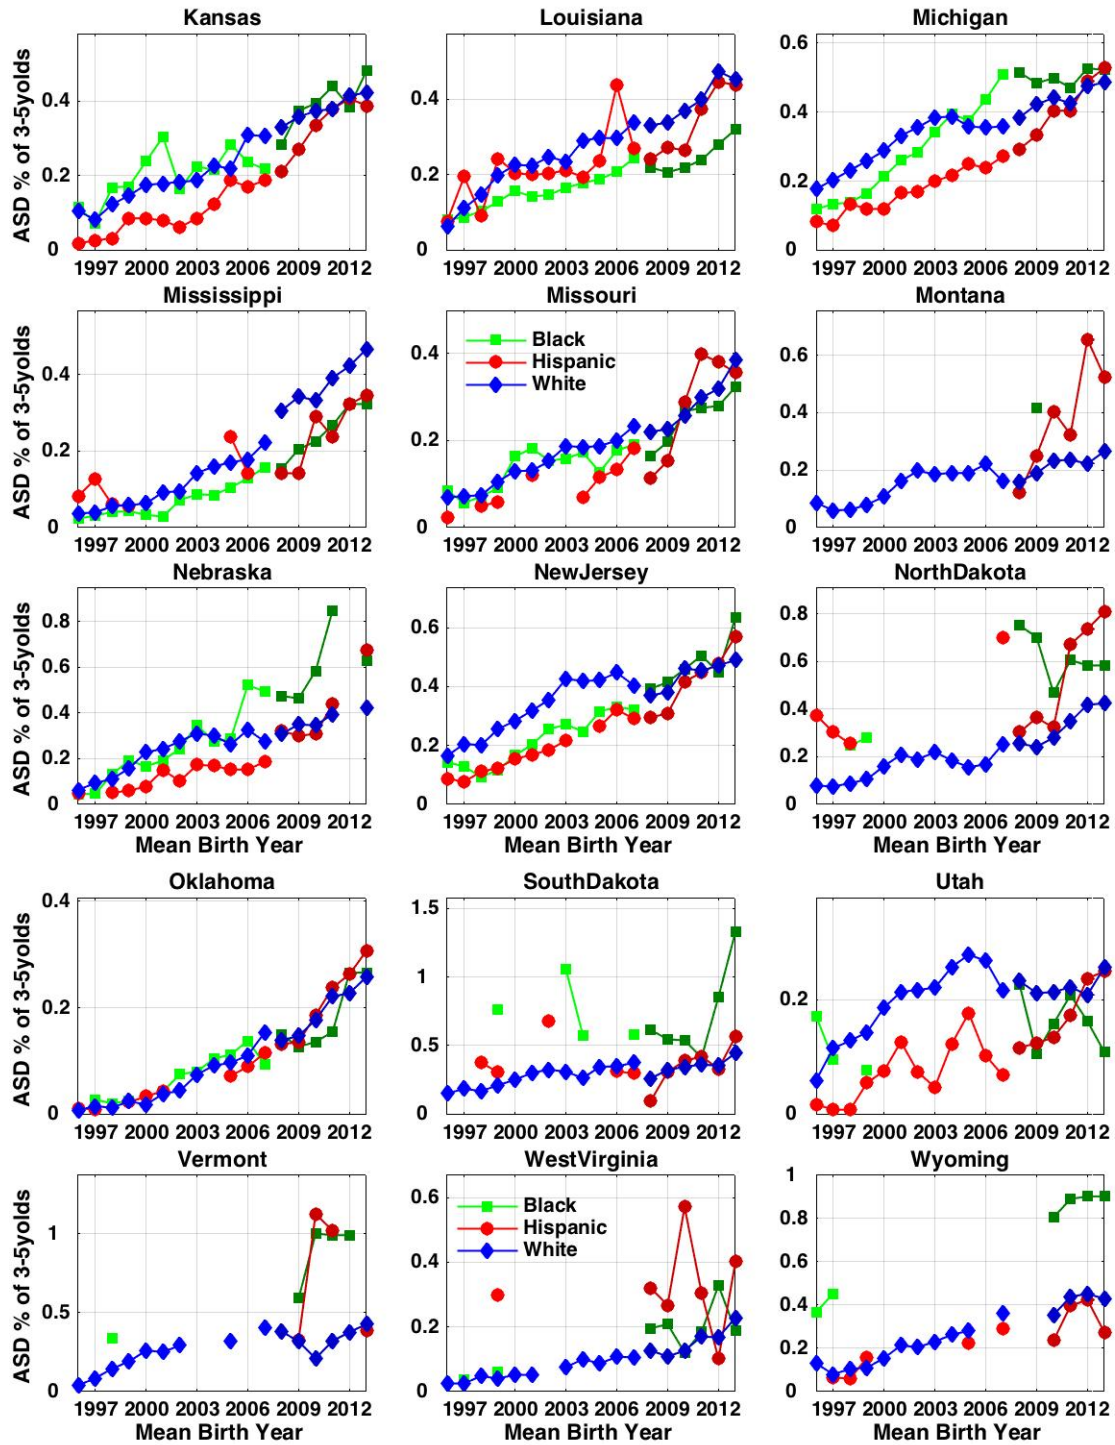 Kansas Louisiana Michigan
ASD % of 3-5yolds
0.4
0.2
0
0.4
0.2
0
0.6
0.4
0.2
0
1997 2000 2003 2006 2009 2012 1997 2000 2003 2006 2009 2012 1997 2000 2003 2006 2009 2012
Mississippi Missouri Montana
ASD % of 3-5yolds
0.4
0.2
0
0.4
0.2
0
Black
Hispanic
White
0.6
0.4
0.2
0
1997 2000 2003 2006 2009 2012 1997 2000 2003 2006 2009 2012 1997 2000 2003 2006 2009 2012
Nebraska NewJersey NorthDakota
ASD % of 3-5yolds
0.8
0.6
0.4
0.2
0
0.6
0.4
0.2
0
0.8
0.6
0.4
0.2
0
1997 2000 2003 2006 2009 2012 1997 2000 2003 2006 2009 2012 1997 2000 2003 2006 2009 2012
Mean Birth Year Mean Birth Year Mean Birth Year
Oklahoma SouthDakota Utah
ASD % of 3-5yolds
0.4
0.2
0
1.5
1
0.5
0
0.2
0
1997 2000 2003 2006 2009 2012 1997 2000 2003 2006 2009 2012 1997 2000 2003 2006 2009 2012
Vermont WestVirginia Wyoming
ASD % of 3-5yolds
1
0.5
0
0.6
0.4
0.2
0
Black
Hispanic
White
1
0.8
0.6
0.4
0.2
0
1997 2000 2003 2006 2009 2012 1997 2000 2003 2006 2009 2012 1997 2000 2003 2006 2009 2012
Mean Birth Year Mean Birth Year Mean Birth Year